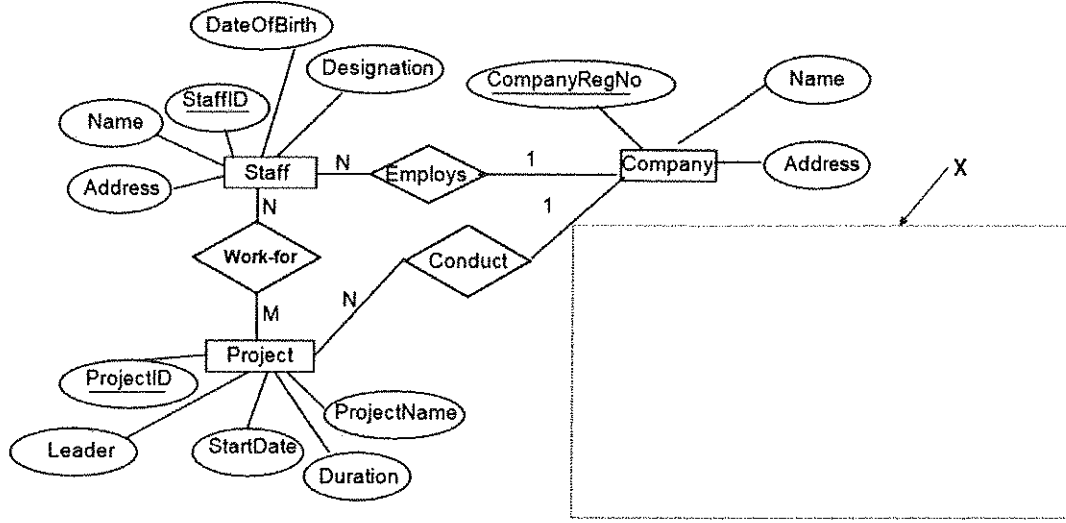 DateOfBirth
Designation
StaffID
Name
Address
Staff
N
Employs
1
CompanyRegNo
Name
Company
Address
X
N
Work-for
M
1
Conduct
N
Project
ProjectID
Leader
StartDate
Duration
ProjectName